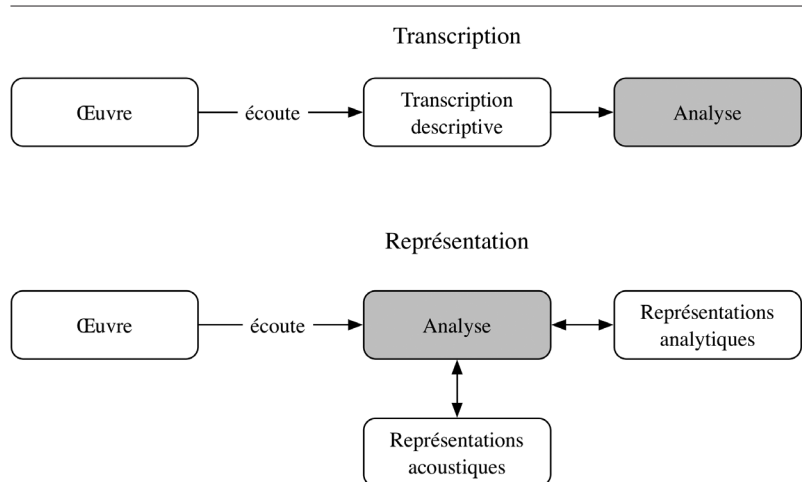 Transcription
Œuvre
écoute
Transcription
descriptive
Analyse
Représentation
Œuvre
écoute
Analyse
Représentations
analytiques
Représentations
acoustiques